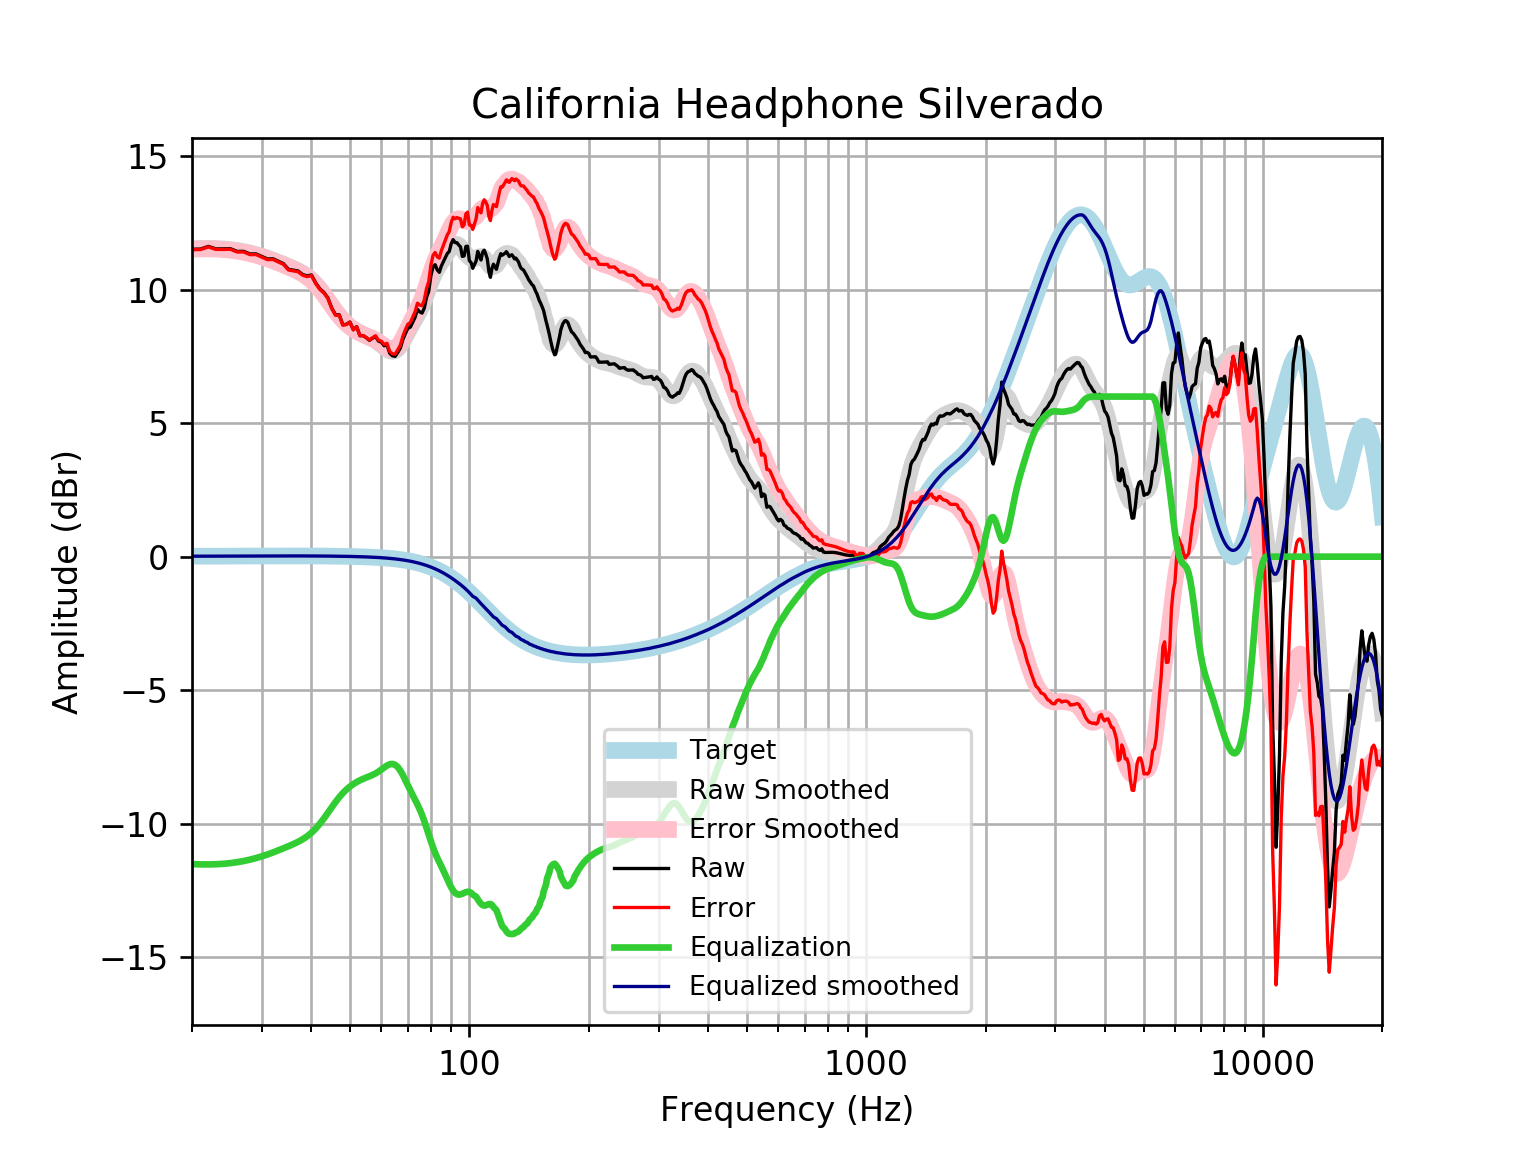 California Headphone Silverado
15
10
5
0
−5
−10
−15
Amplitude (dBr)
Target
Raw Smoothed
Error Smoothed
Raw
Error
Equalization
Equalized smoothed
100
1000
10000
Frequency (Hz)